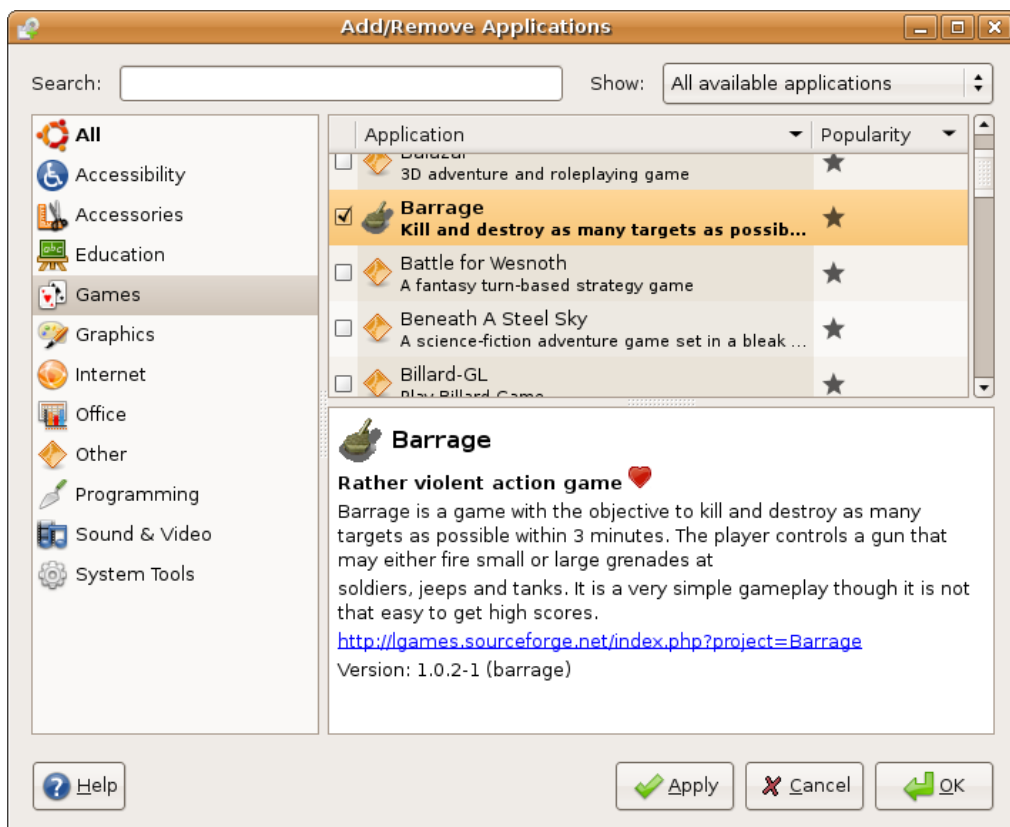 Add/Remove Applications
Search:
Show:
All available applications
All
Accessibility
Accessories
Education
Games
Graphics
Internet
Office
Other
Programming
Sound & Video
System Tools
Application
Popularity
Balazar
3D adventure and roleplaying game
Barrage
Kill and destroy as many targets as possib...
Battle for Wesnoth
A fantasy turn-based strategy game
Beneath A Steel Sky
A science-fiction adventure game set in a bleak ...
Billard-GL
Play Billard Game
Barrage
Rather violent action game
Barrage is a game with the objective to kill and destroy as many
targets as possible within 3 minutes. The player controls a gun that
may either fire small or large grenades at
soldiers, jeeps and tanks. It is a very simple gameplay though it is not
that easy to get high scores.
http://lgames.sourceforge.net/index.php?project=Barrage
Version: 1.0.2-1 (barrage)
Help
Apply
Cancel
OK